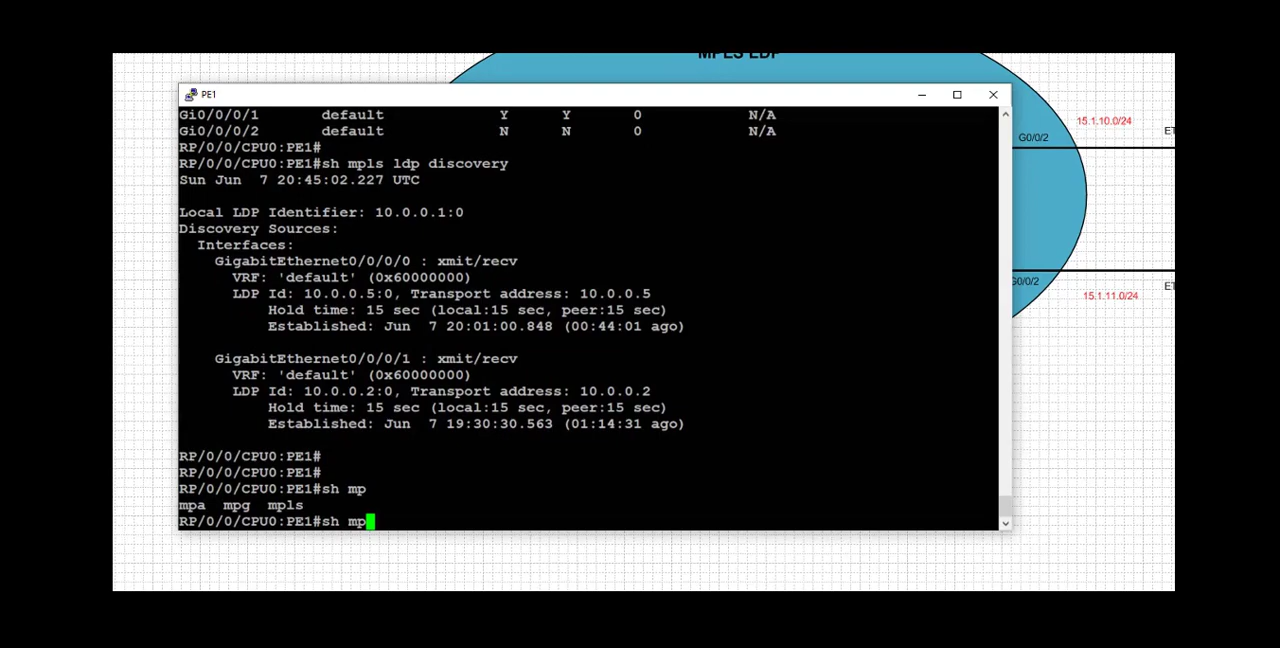 MPLS LDP
PE1
Gi0/0/0/1 default Y Y 0 N/A
Gi0/0/0/2 default N N 0 N/A
RP/0/0/CPU0:PE1#
RP/0/0/CPU0:PE1#sh mpls ldp discovery
Sun Jun 7 20:45:02.227 UTC
Local LDP Identifier: 10.0.0.1:0
Discovery Sources:
Interfaces:
GigabitEthernet0/0/0/0 : xmit/recv
VRF: 'default' (0x60000000)
LDP Id: 10.0.0.5:0, Transport address: 10.0.0.5
Hold time: 15 sec (local:15 sec, peer:15 sec)
Established: Jun 7 20:01:00.848 (00:44:01 ago)
GigabitEthernet0/0/0/1 : xmit/recv
VRF: 'default' (0x60000000)
LDP Id: 10.0.0.2:0, Transport address: 10.0.0.2
Hold time: 15 sec (local:15 sec, peer:15 sec)
Established: Jun 7 19:30:30.563 (01:14:31 ago)
RP/0/0/CPU0:PE1#
RP/0/0/CPU0:PE1#
RP/0/0/CPU0:PE1#sh mp
mpa mpg mpls
RP/0/0/CPU0:PE1#sh mp
15.1.10.0/24
G0/0/2
G0/0/2
15.1.11.0/24